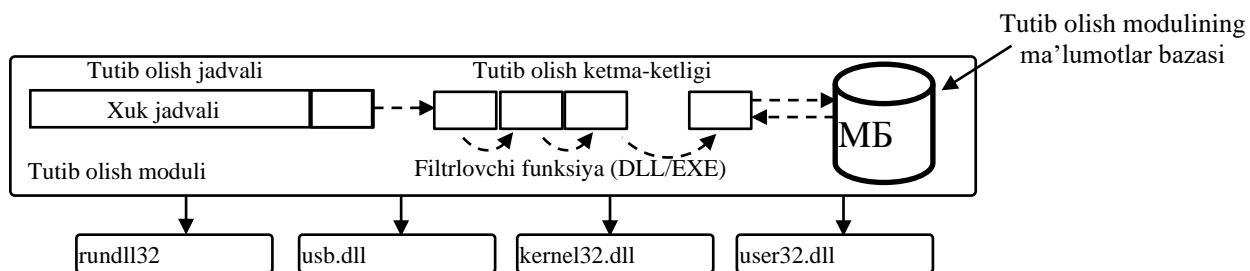 Tutib olish modulining
ma’lumotlar bazasi
Tutib olish jadvali
Tutib olish ketma-ketligi
Xuk jadvali
МБ
Filtrlovchi funksiya (DLL/EXE)
Tutib olish moduli
rundll32
usb.dll
kernel32.dll
user32.dll